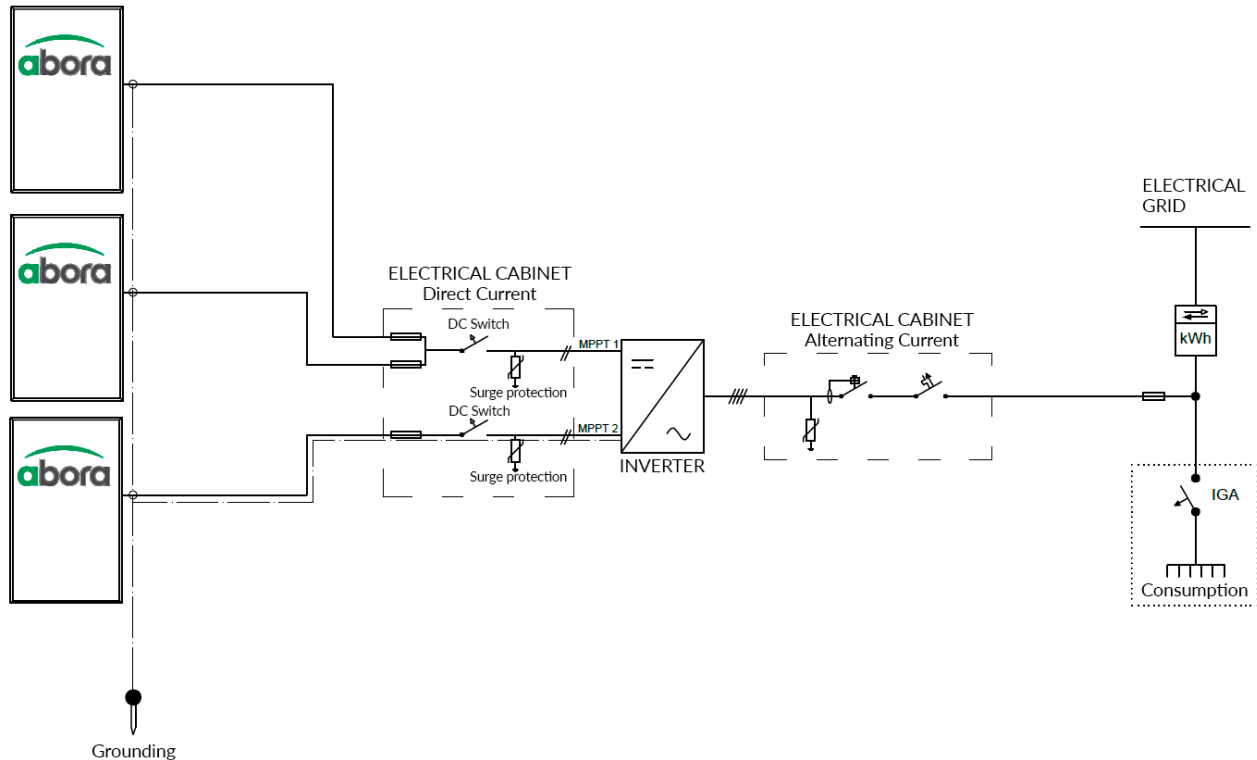 abora
abora
abora
ELECTRICAL CABINET
Direct Current
DC Switch
MPPT 1
Surge protection
DC Switch
MPPT 2
Surge protection
INVERTER
ELECTRICAL CABINET
Alternating Current
ELECTRICAL
GRID
kWh
IGA
Consumption
Grounding